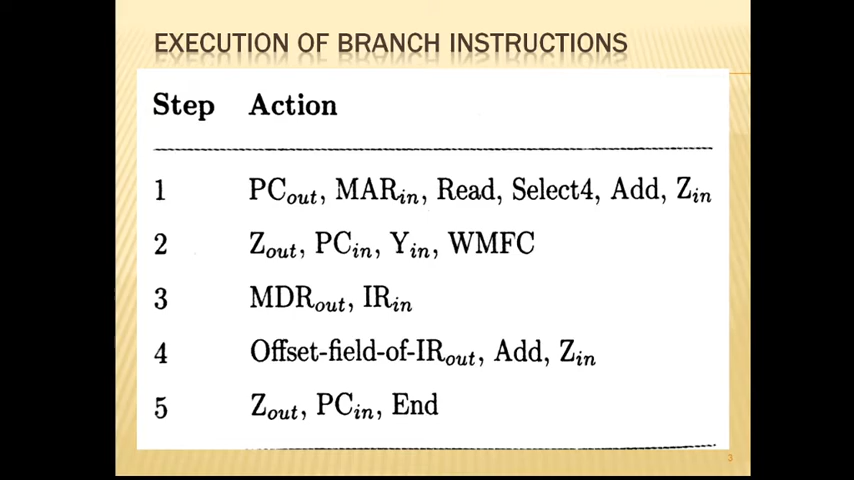 EXECUTION OF BRANCH INSTRUCTIONS
Step Action
1 PCout, MARin, Read, Select4, Add, Zin
2 Zout, PCin, Yin, WMFC
3 MDRout, IRin
4 Offset-field-of-IRout, Add, Zin
5 Zout, PCin, End
3